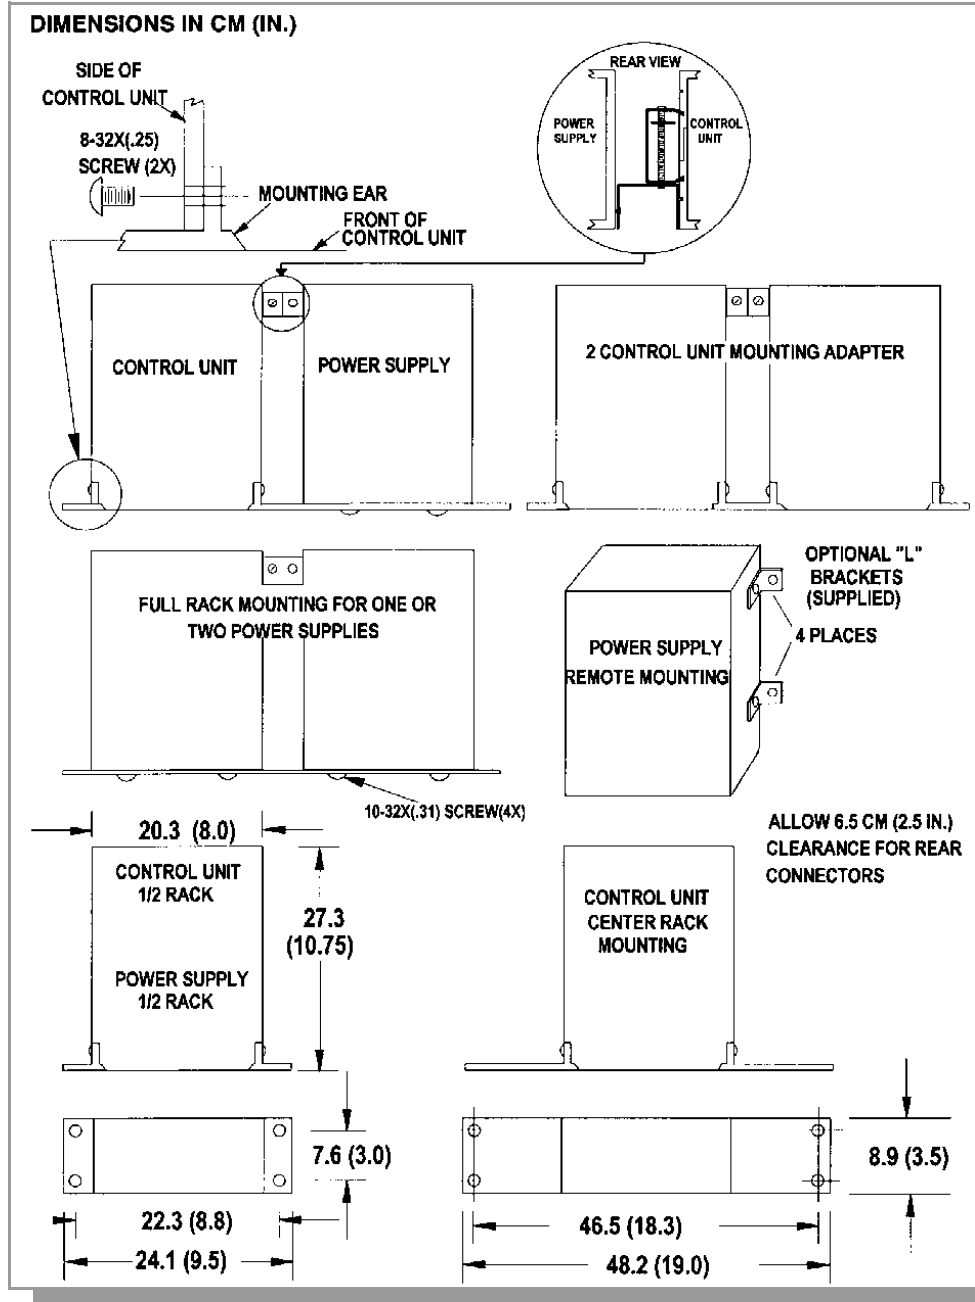 DIMENSIONS IN CM (IN.)
SIDE OF
CONTROL UNIT
8-32X(.25)
SCREW (2X)
MOUNTING EAR
FRONT OF
CONTROL UNIT
REAR VIEW
POWER
SUPPLY
CONTROL
UNIT
CONTROL UNIT
POWER SUPPLY
2 CONTROL UNIT MOUNTING ADAPTER
FULL RACK MOUNTING FOR ONE OR
TWO POWER SUPPLIES
10-32X(.31) SCREW(4X)
POWER SUPPLY
REMOTE MOUNTING
OPTIONAL "L"
BRACKETS
(SUPPLIED)
4 PLACES
ALLOW 6.5 CM (2.5 IN.)
CLEARANCE FOR REAR
CONNECTORS
20.3 (8.0)
CONTROL UNIT
1/2 RACK
POWER SUPPLY
1/2 RACK
27.3
(10.75)
CONTROL UNIT
CENTER RACK
MOUNTING
7.6 (3.0)
22.3 (8.8)
24.1 (9.5)
8.9 (3.5)
46.5 (18.3)
48.2 (19.0)